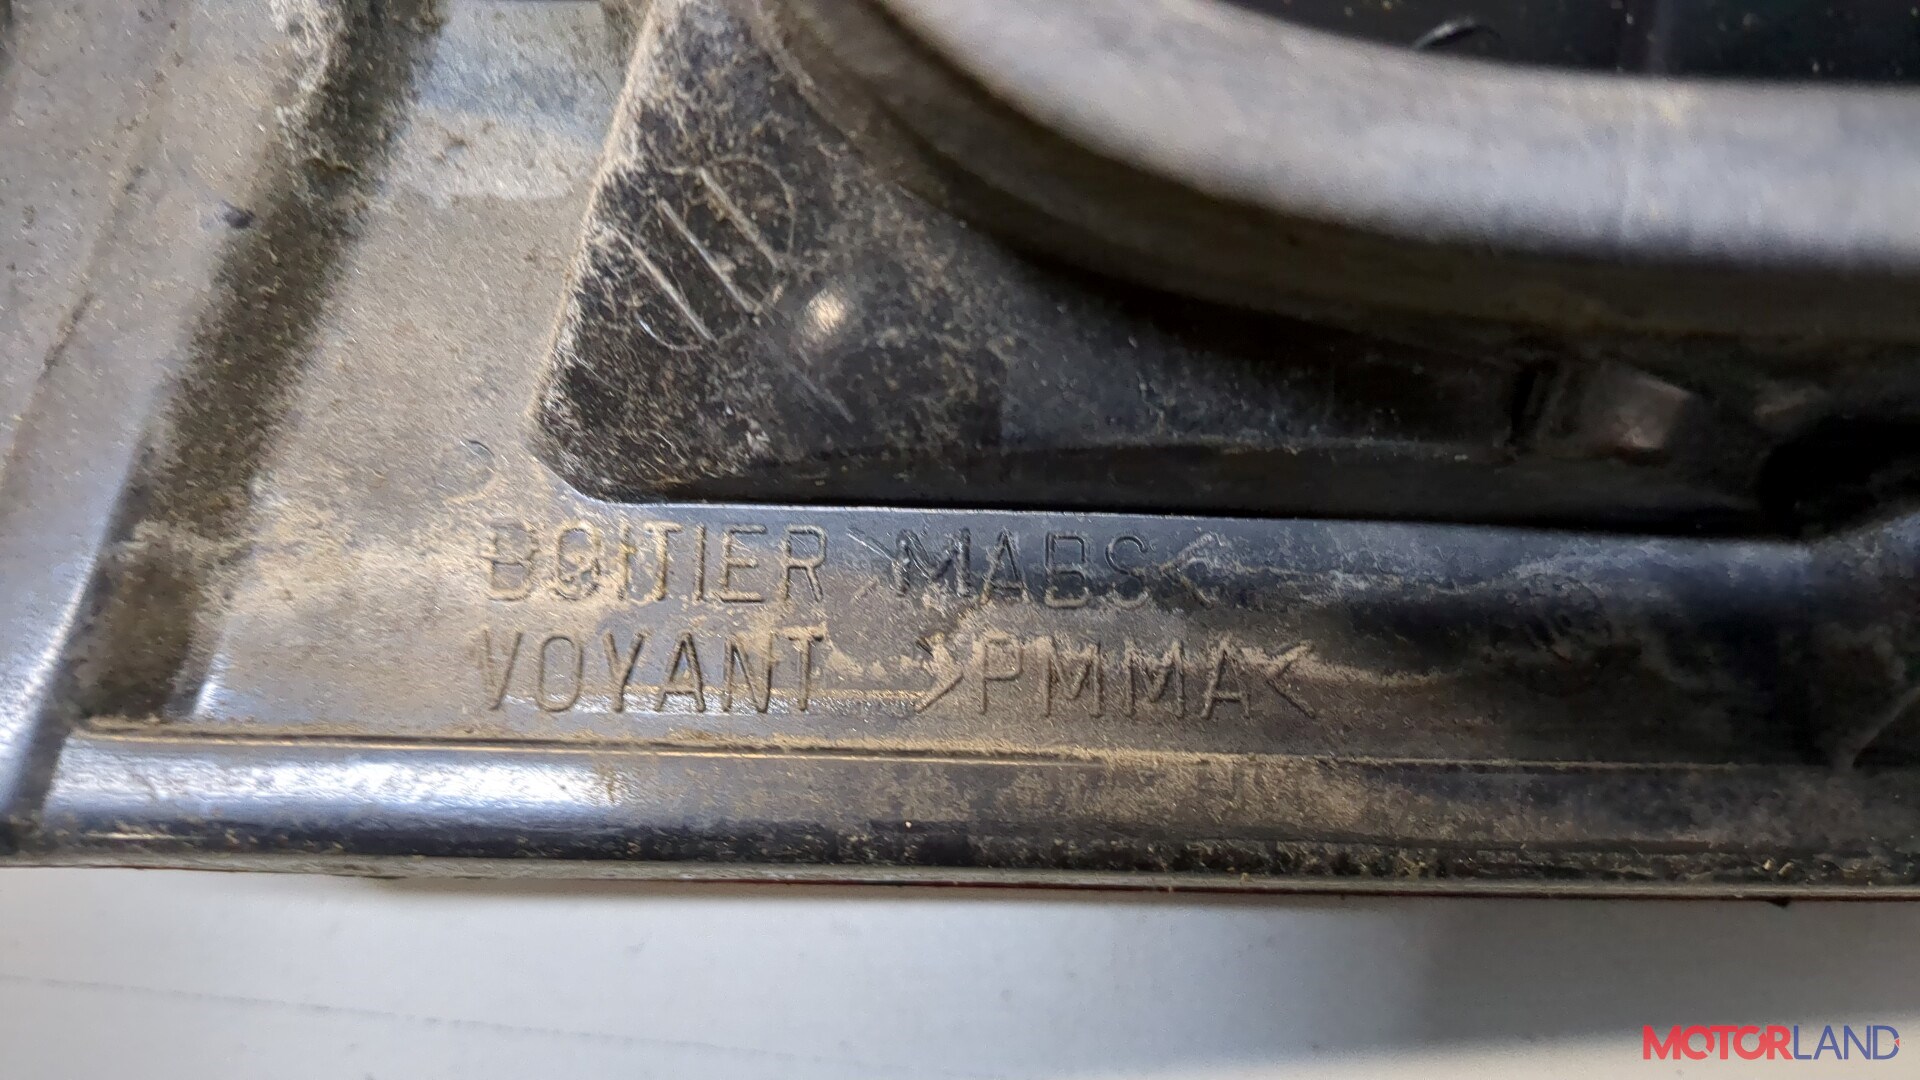 BOITIER >MABS<
VOYANT >PMMA<
MOTORLAND